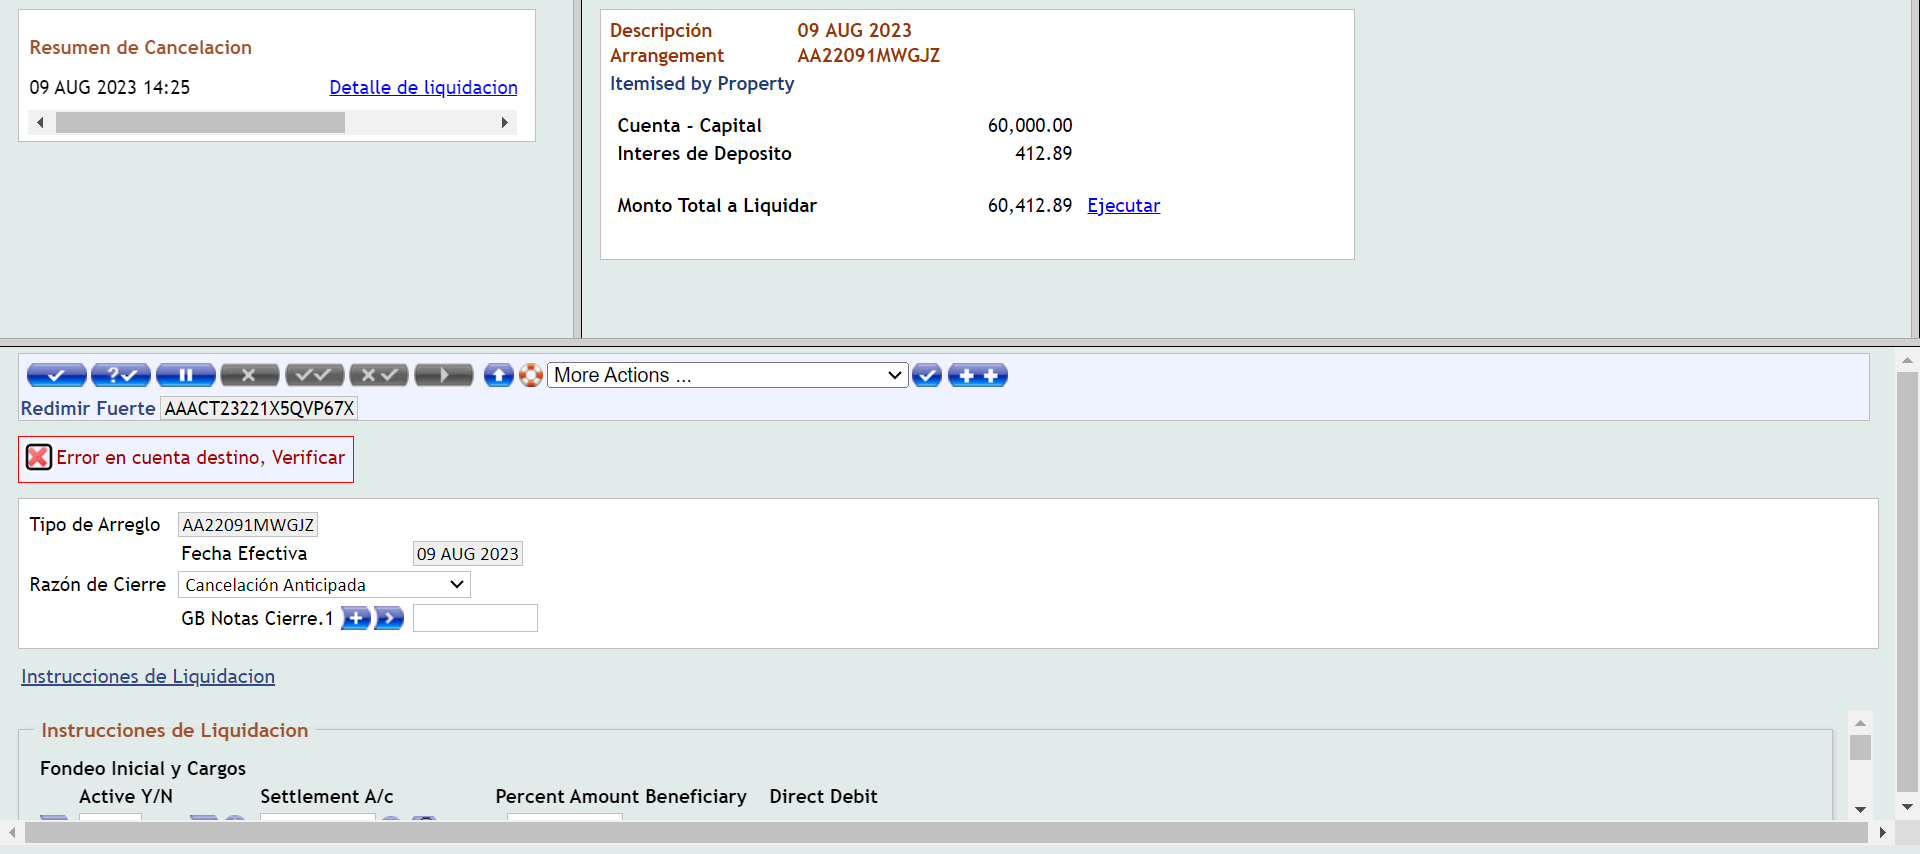 Resumen de Cancelacion
09 AUG 2023 14:25 Detalle de liquidacion
Descripción 09 AUG 2023
Arrangement AA22091MWGJZ
Itemised by Property
Cuenta - Capital 60,000.00
Interes de Deposito 412.89
Monto Total a Liquidar 60,412.89 Ejecutar
More Actions ...
Redimir Fuerte AAACT23221X5QVP67X
Error en cuenta destino, Verificar
Tipo de Arreglo AA22091MWGJZ
Fecha Efectiva 09 AUG 2023
Razón de Cierre Cancelación Anticipada
GB Notas Cierre.1
Instrucciones de Liquidacion
Instrucciones de Liquidacion
Fondeo Inicial y Cargos
Active Y/N Settlement A/c Percent Amount Beneficiary Direct Debit